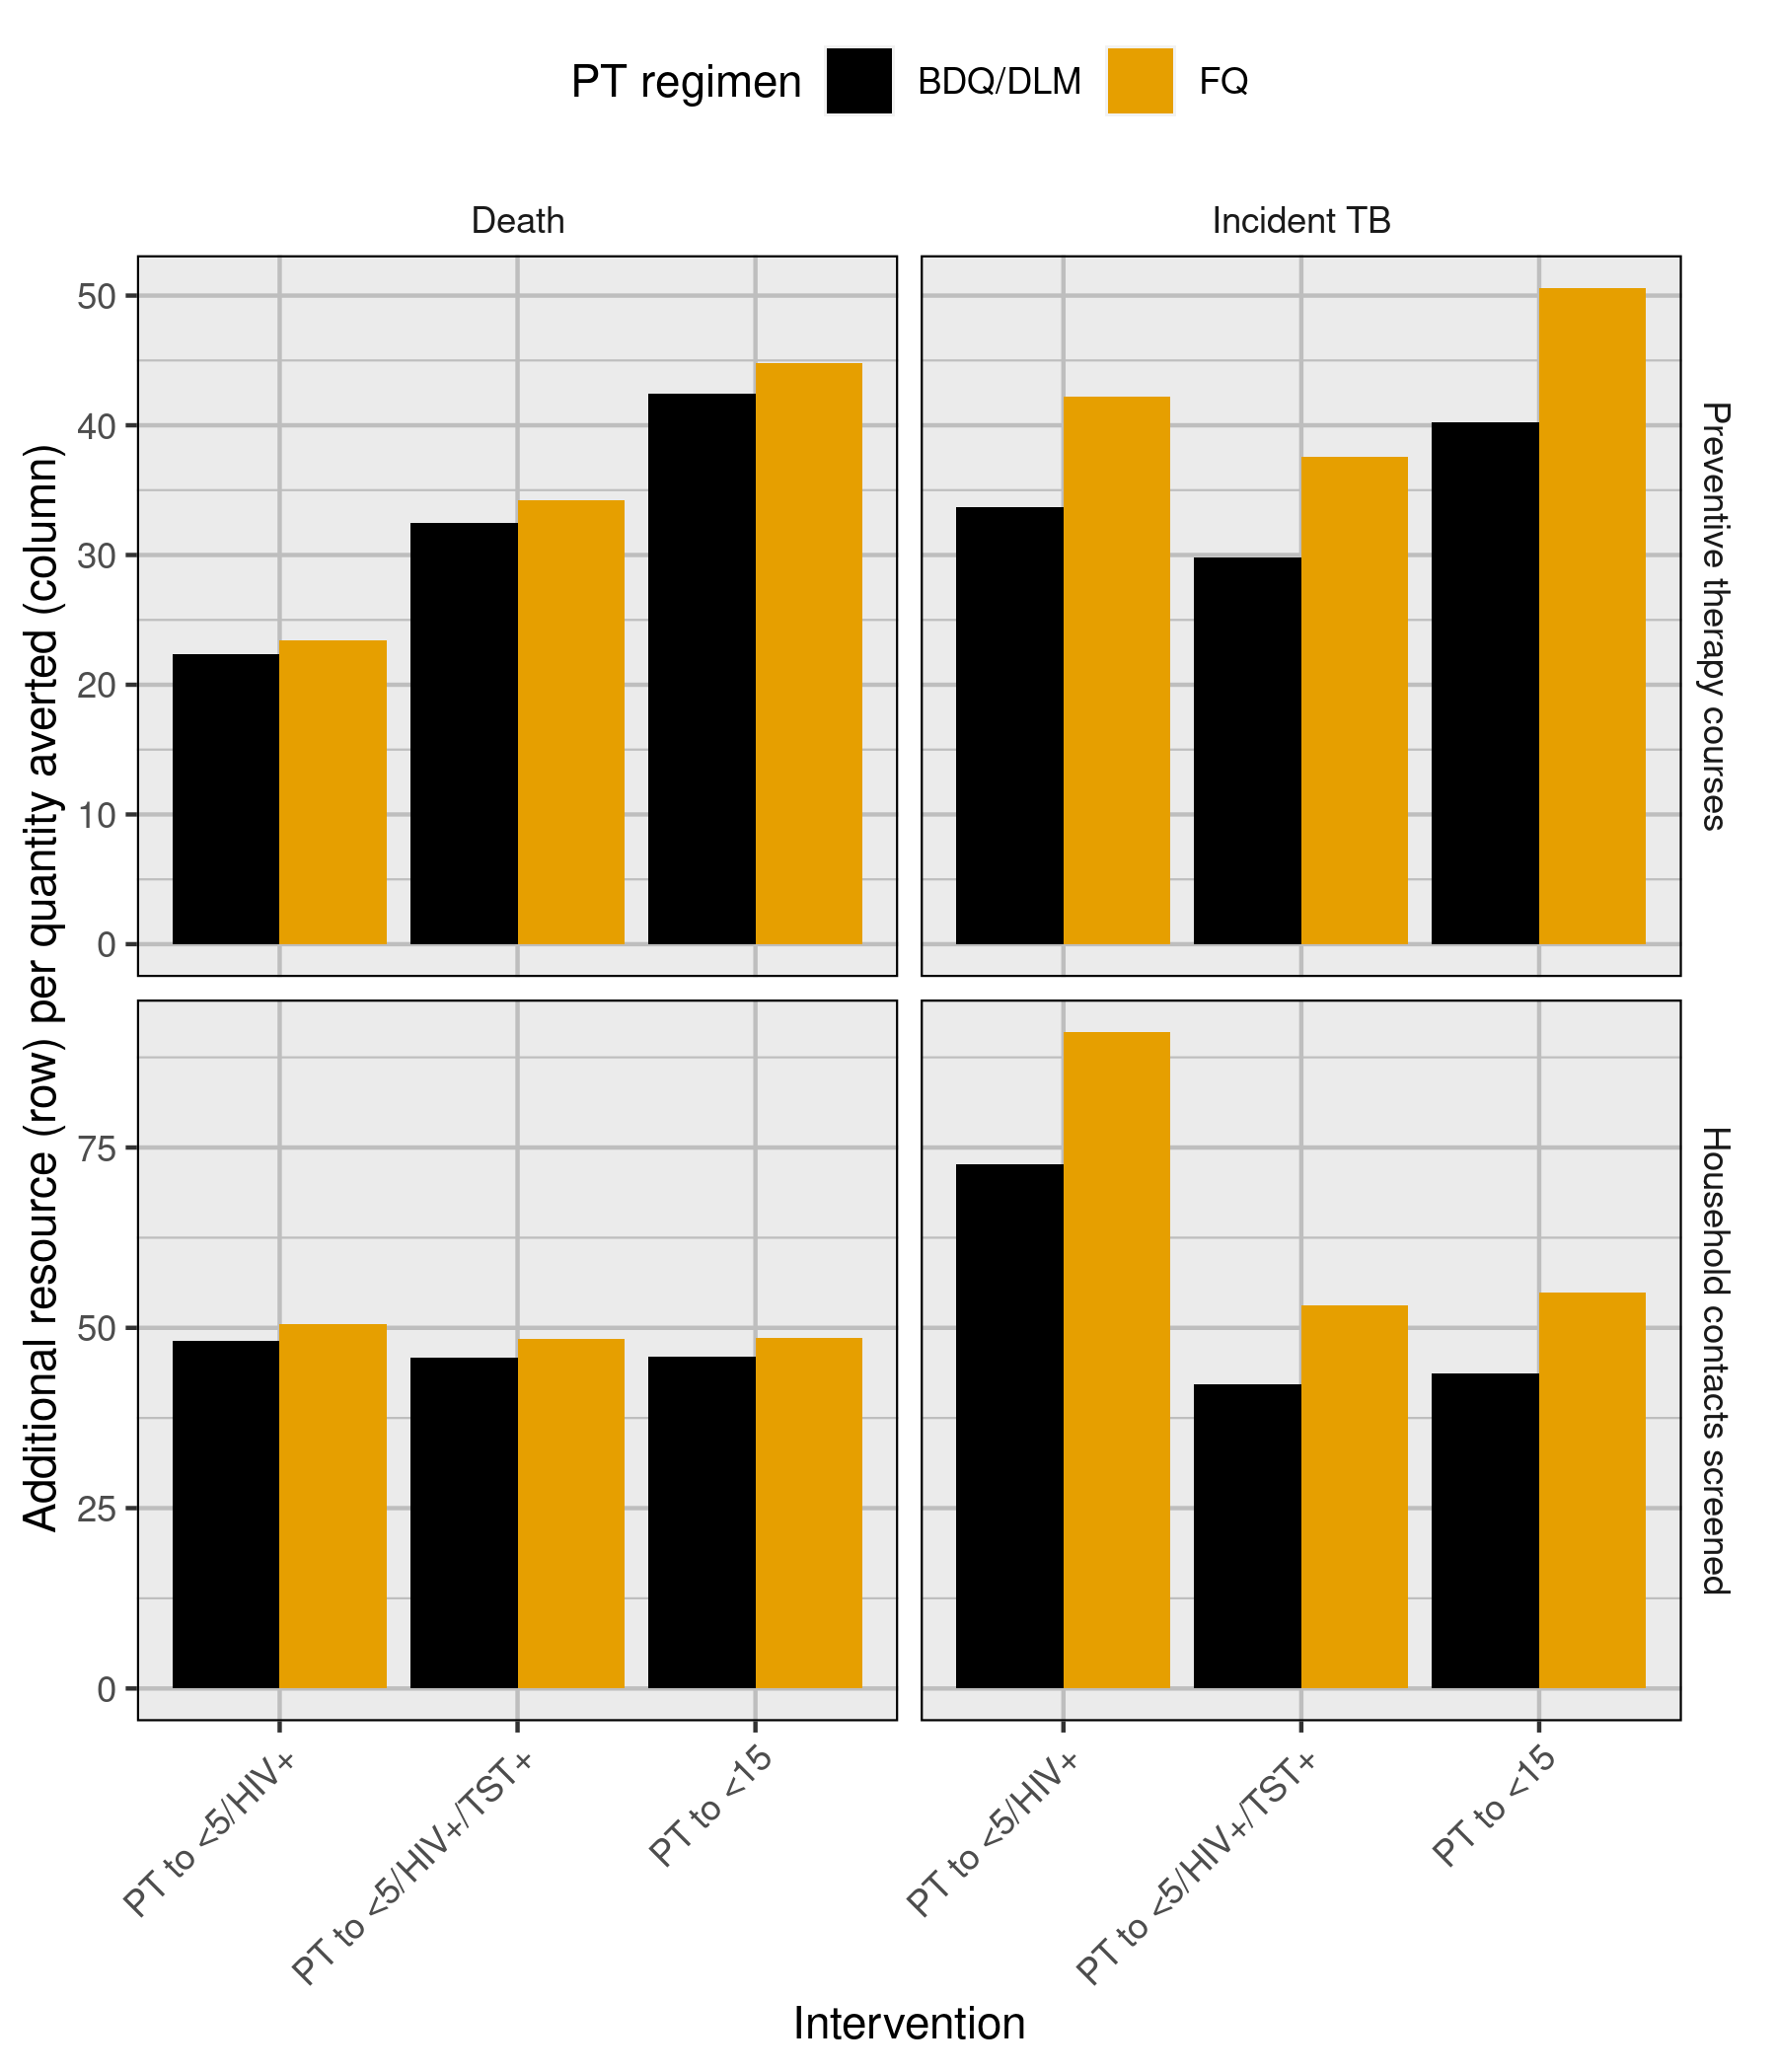 PT regimen BDQ/DLM FQ
Death Incident TB
50
40
30
20
10
0
Preventive therapy courses
75
50
25
0
Household contacts screened
Additional resource (row) per quantity averted (column)
PT to <5/HIV+
PT to <5/HIV+/TST+
PT to <15
PT to <5/HIV+
PT to <5/HIV+/TST+
PT to <15
Intervention